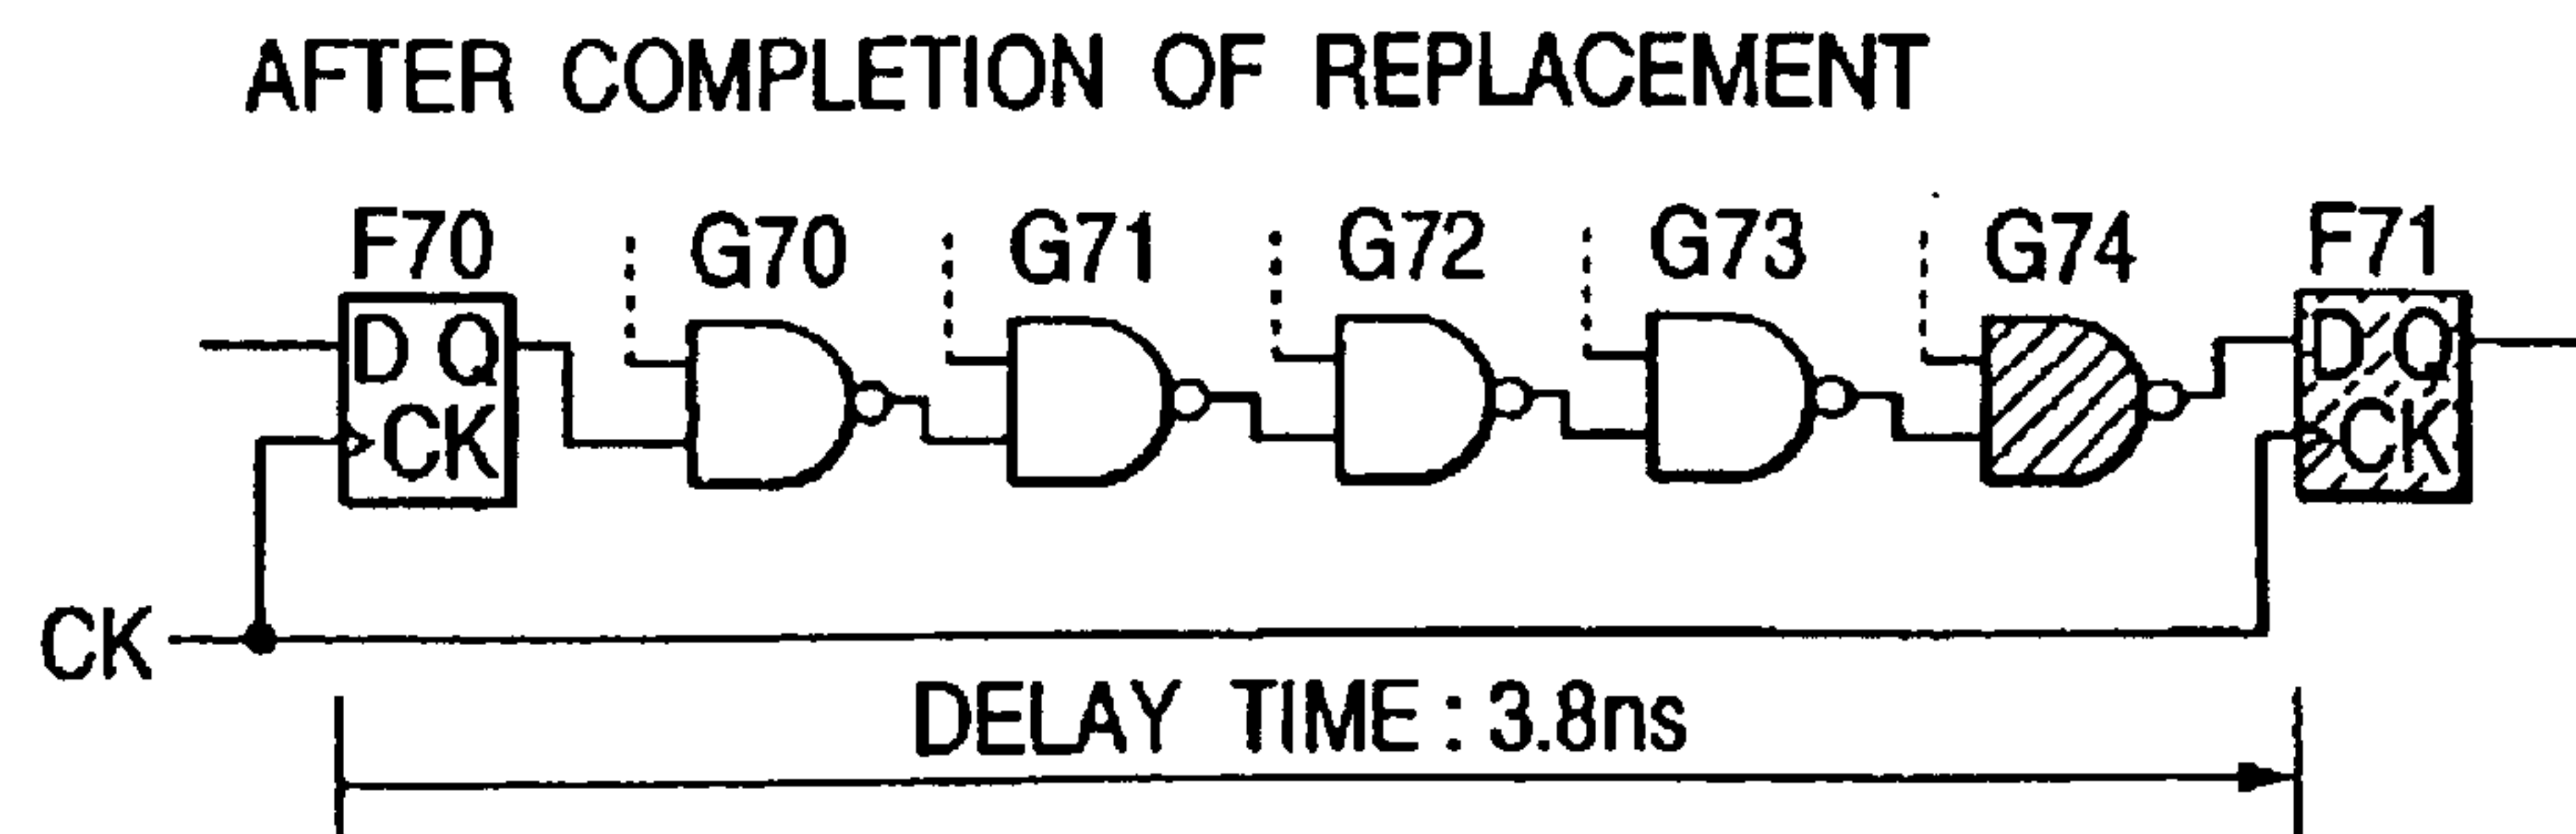 AFTER COMPLETION OF REPLACEMENT
F70 G70 G71 G72 G73 G74 F71
D Q D Q
CK CK
CK
DELAY TIME : 3.8ns